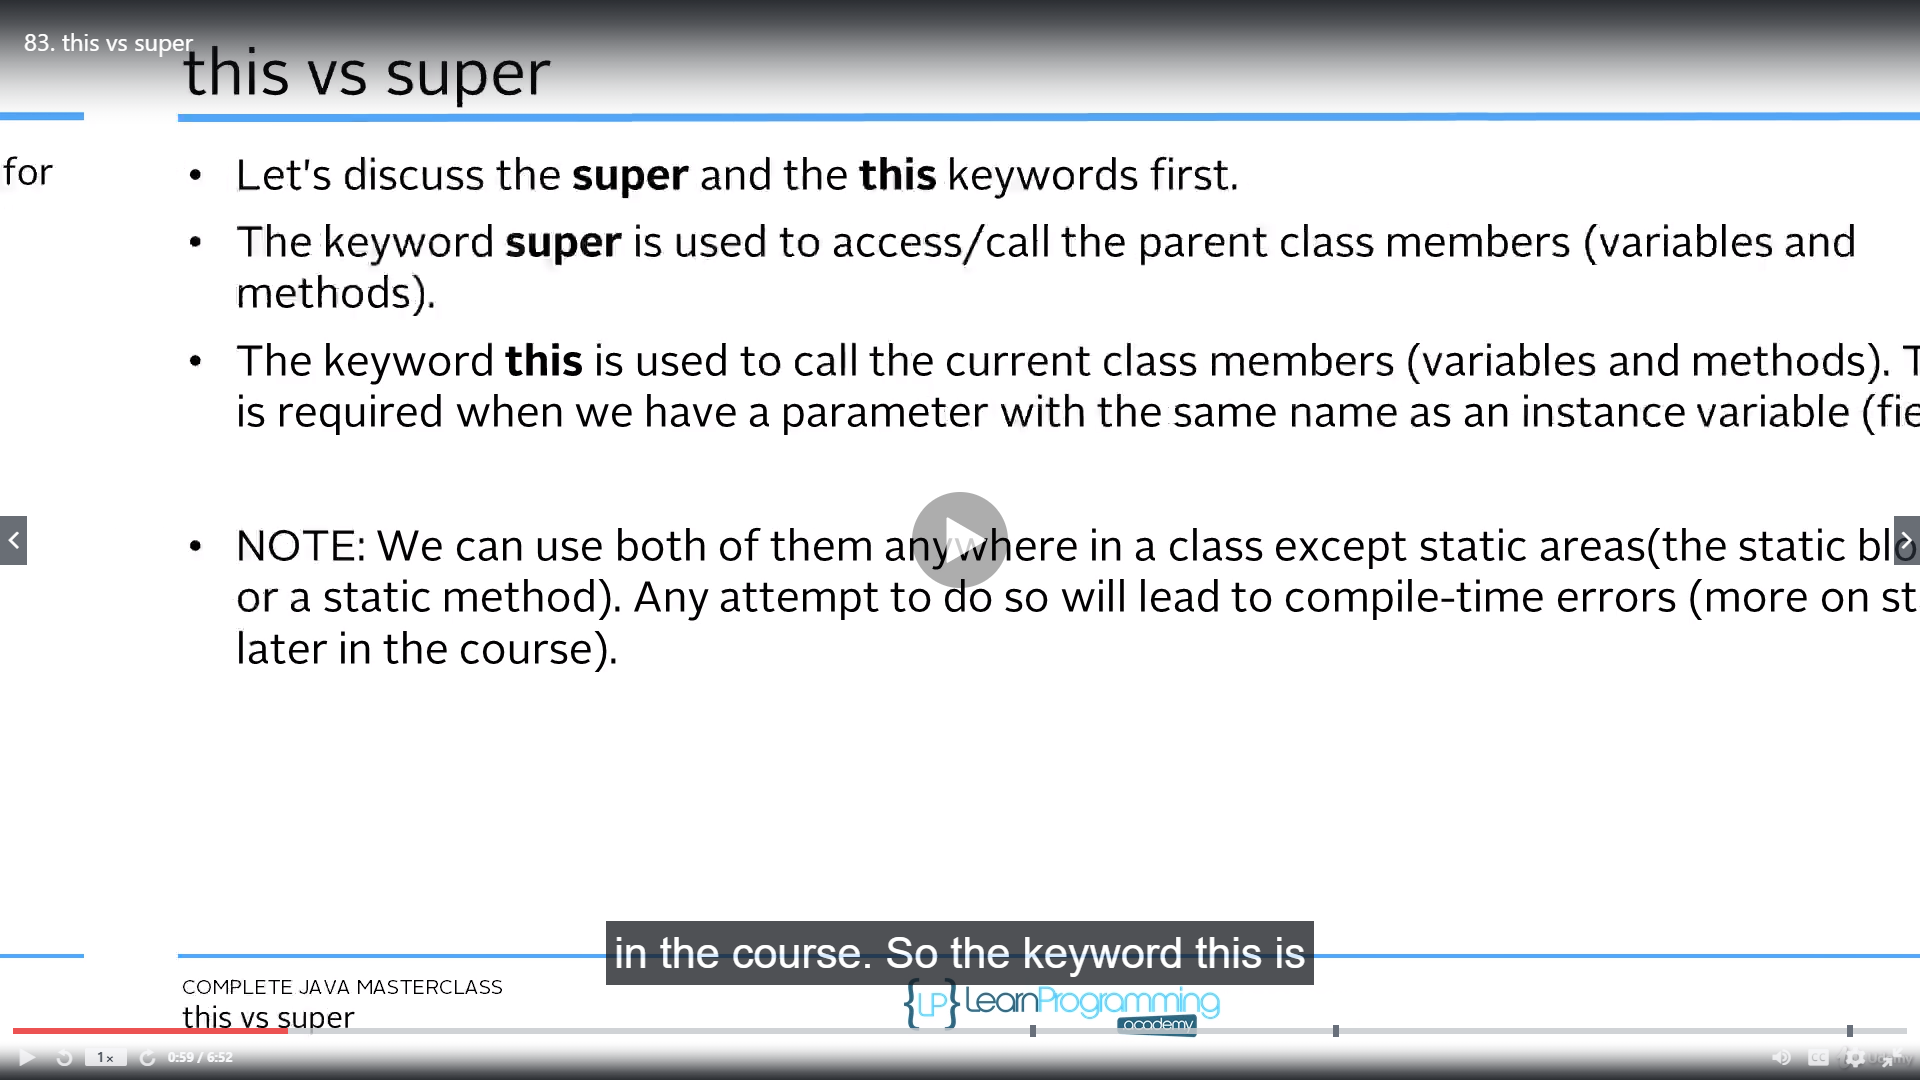 83. this vs super
this vs super
for
• Let's discuss the super and the this keywords first.
• The keyword super is used to access/call the parent class members (variables and
methods).
• The keyword this is used to call the current class members (variables and methods). T
is required when we have a parameter with the same name as an instance variable (fie
• NOTE: We can use both of them anywhere in a class except static areas(the static blo
or a static method). Any attempt to do so will lead to compile-time errors (more on st
later in the course).
in the course. So the keyword this is
COMPLETE JAVA MASTERCLASS
this vs super
{LP} LearnProgramming
academy
1x
0:59 / 6:52
CC
Udemy